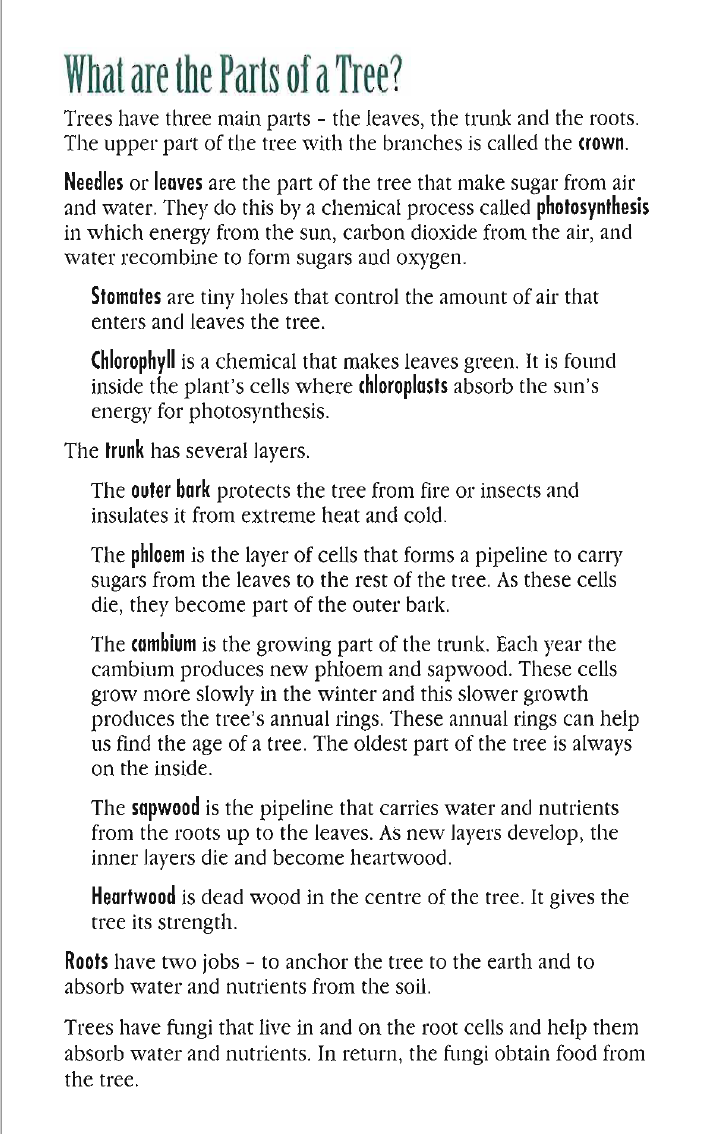 What are the Parts of a Tree?
Trees have three main parts – the leaves, the trunk and the roots.
The upper part of the tree with the branches is called the crown.
Needles or leaves are the part of the tree that make sugar from air
and water. They do this by a chemical process called photosynthesis
in which energy from the sun, carbon dioxide from the air, and
water recombine to form sugars and oxygen.
Stomates are tiny holes that control the amount of air that
enters and leaves the tree.
Chlorophyll is a chemical that makes leaves green. It is found
inside the plant's cells where chloroplasts absorb the sun's
energy for photosynthesis.
The trunk has several layers.
The outer bark protects the tree from fire or insects and
insulates it from extreme heat and cold.
The phloem is the layer of cells that forms a pipeline to carry
sugars from the leaves to the rest of the tree. As these cells
die, they become part of the outer bark.
The cambium is the growing part of the trunk. Each year the
cambium produces new phloem and sapwood. These cells
grow more slowly in the winter and this slower growth
produces the tree's annual rings. These annual rings can help
us find the age of a tree. The oldest part of the tree is always
on the inside.
The sapwood is the pipeline that carries water and nutrients
from the roots up to the leaves. As new layers develop, the
inner layers die and become heartwood.
Heartwood is dead wood in the centre of the tree. It gives the
tree its strength.
Roots have two jobs – to anchor the tree to the earth and to
absorb water and nutrients from the soil.
Trees have fungi that live in and on the root cells and help them
absorb water and nutrients. In return, the fungi obtain food from
the tree.